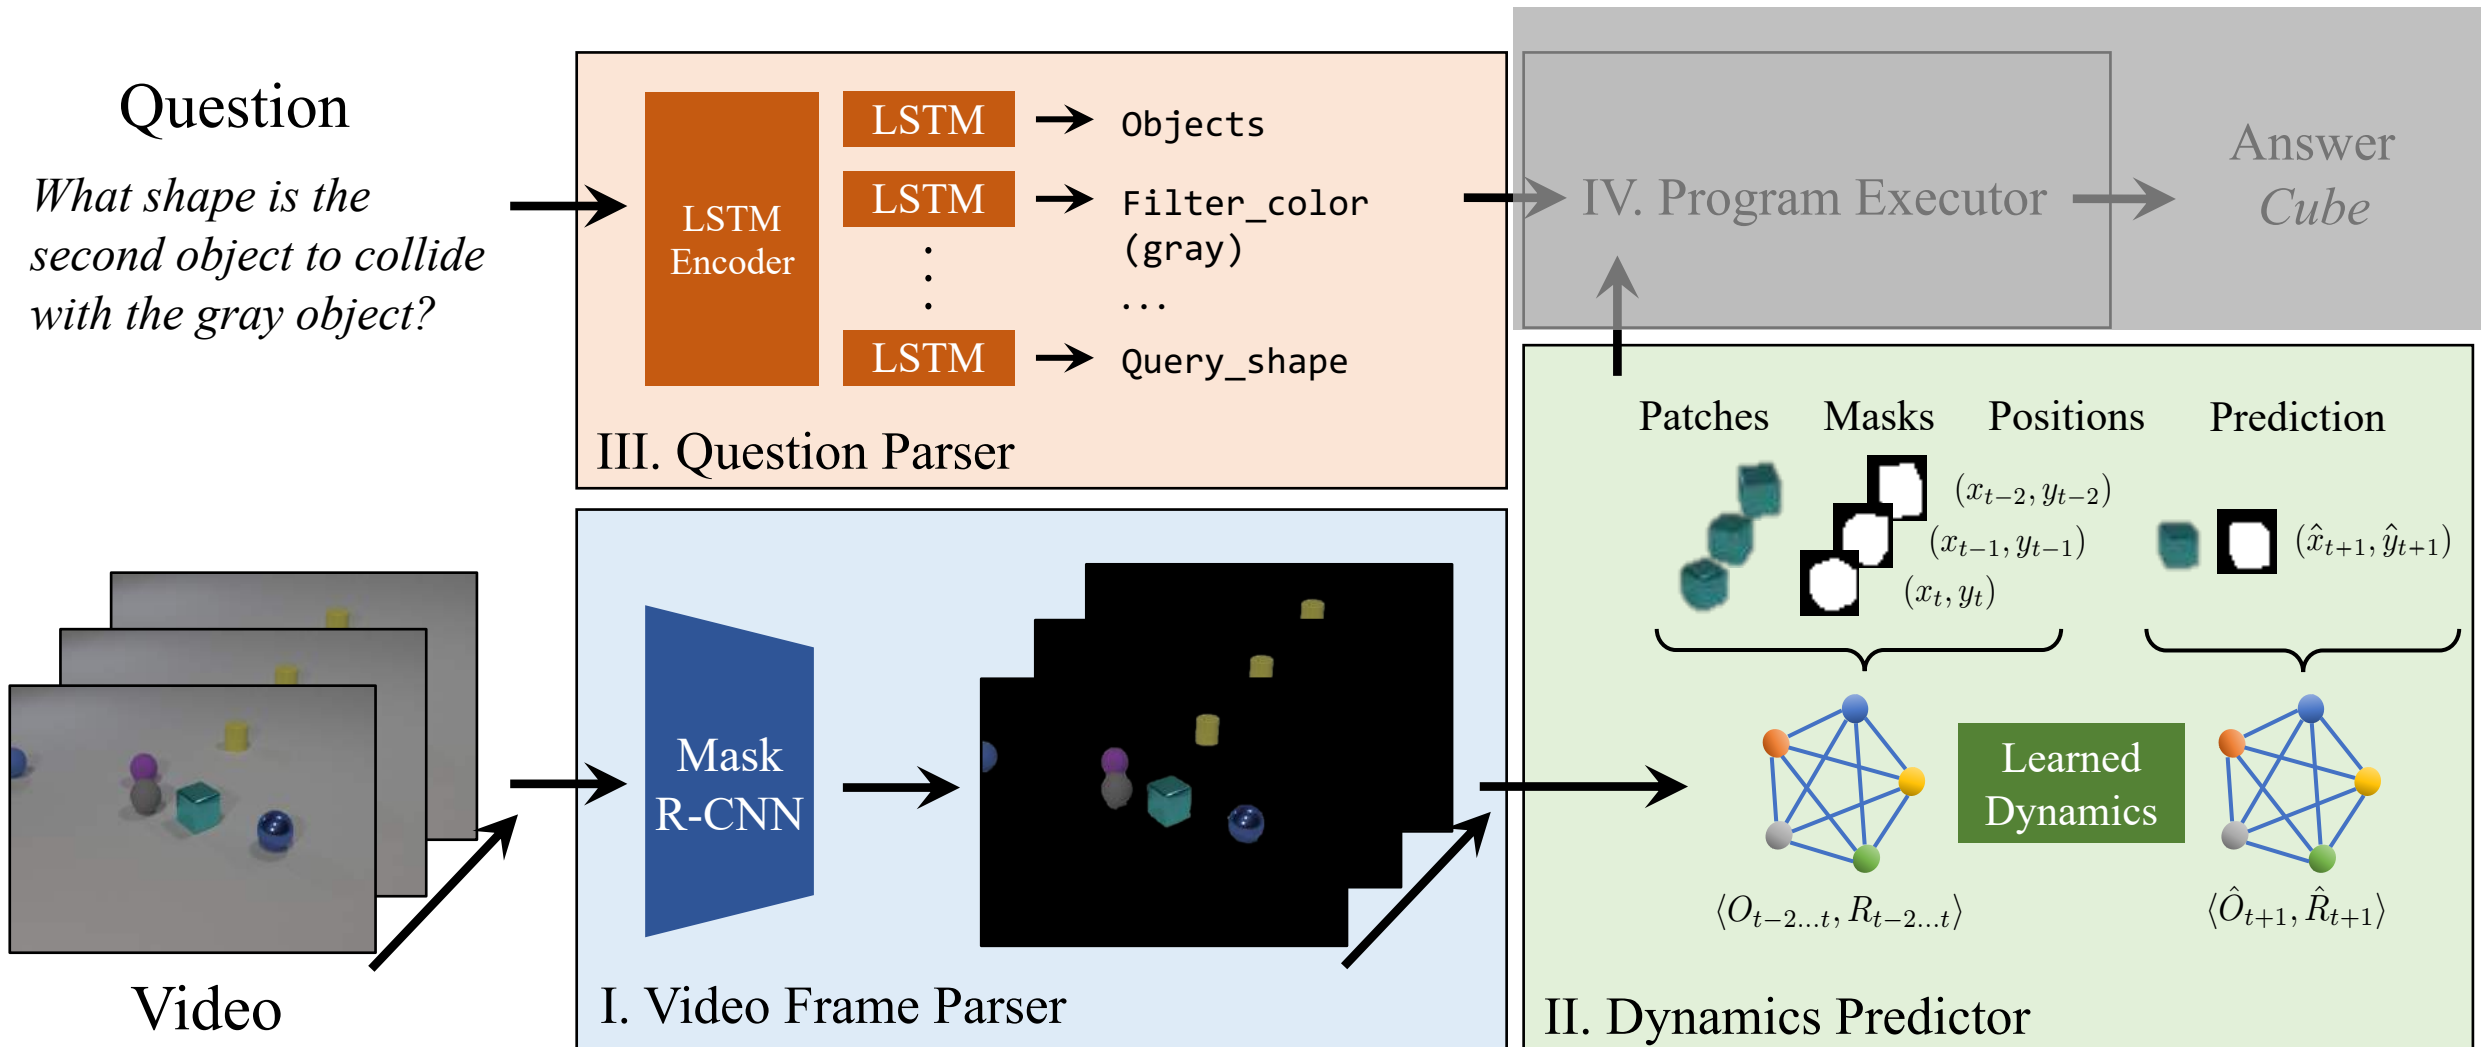 Question
What shape is the
second object to collide
with the gray object?
LSTM
Encoder
LSTM
Objects
LSTM
Filter_color
(gray)
...
LSTM
Query_shape
III. Question Parser
IV. Program Executor
Answer
Cube
Video
Mask
R-CNN
I. Video Frame Parser
Patches Masks Positions Prediction
(x_{t−2}, y_{t−2})
(x_{t−1}, y_{t−1})
(x_t, y_t)
(x̂_{t+1}, ŷ_{t+1})
Learned
Dynamics
⟨O_{t−2...t}, R_{t−2...t}⟩
⟨Ô_{t+1}, R̂_{t+1}⟩
II. Dynamics Predictor